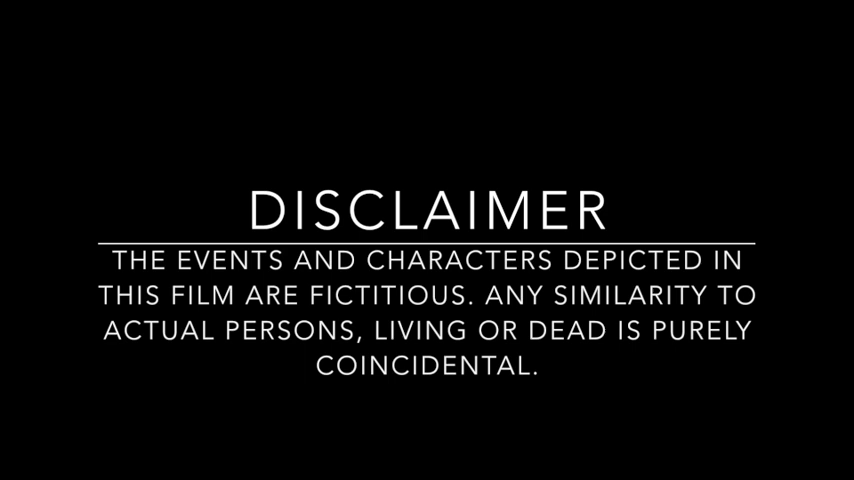 DISCLAIMER
THE EVENTS AND CHARACTERS DEPICTED IN
THIS FILM ARE FICTITIOUS. ANY SIMILARITY TO
ACTUAL PERSONS, LIVING OR DEAD IS PURELY
COINCIDENTAL.